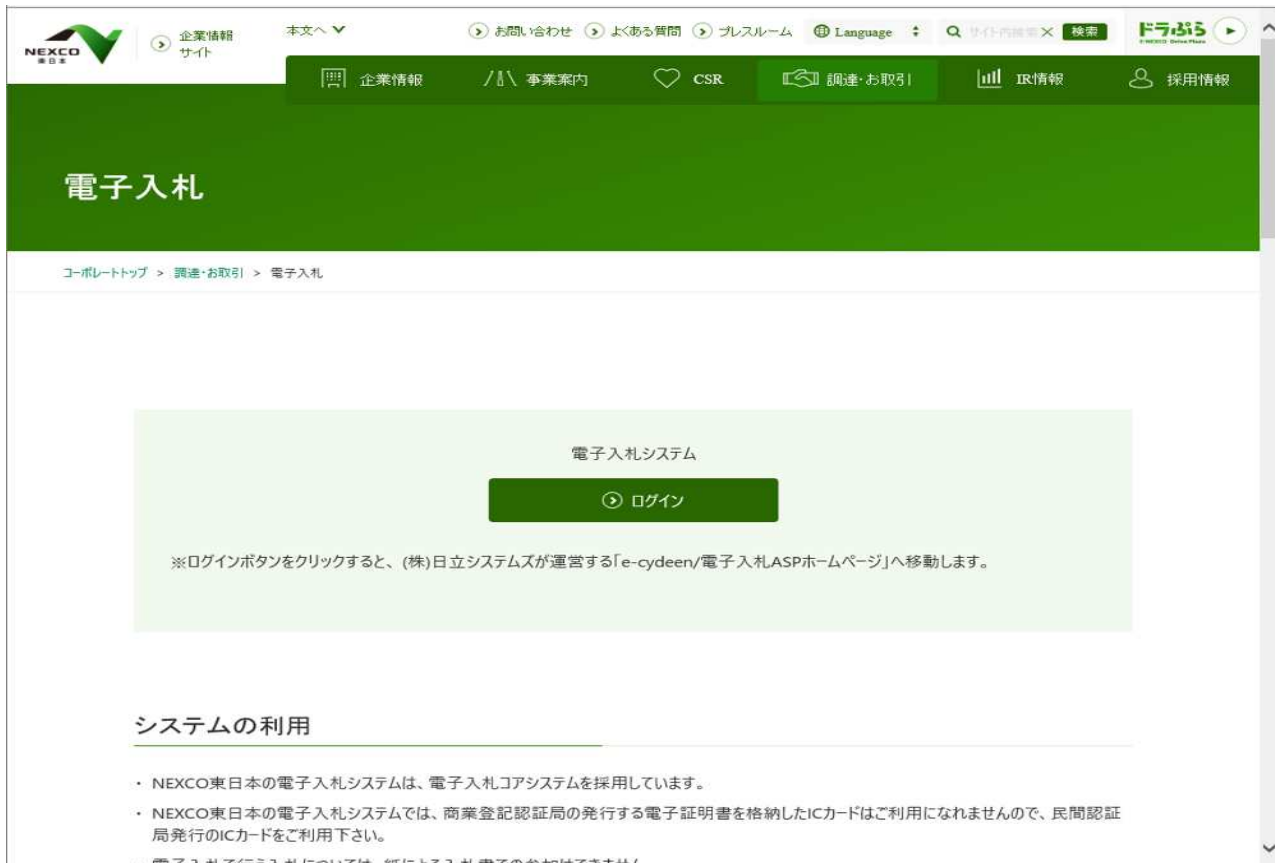 NEXCO
東日本
企業情報
サイト
本文へ
お問い合わせ よくある質問 プレスルーム Language サイト内検索 × 検索 ドラぷら
E-NEXCO Drive Plaza
企業情報 事業案内 CSR 調達・お取引 IR情報 採用情報
電子入札
コーポレートトップ > 調達・お取引 > 電子入札
電子入札システム
ログイン
※ログインボタンをクリックすると、(株)日立システムズが運営する「e-cydeen/電子入札ASPホームページ」へ移動します。
システムの利用
・ NEXCO東日本の電子入札システムは、電子入札コアシステムを採用しています。
・ NEXCO東日本の電子入札システムでは、商業登記認証局の発行する電子証明書を格納したICカードはご利用になれませんので、民間認証
局発行のICカードをご利用下さい。